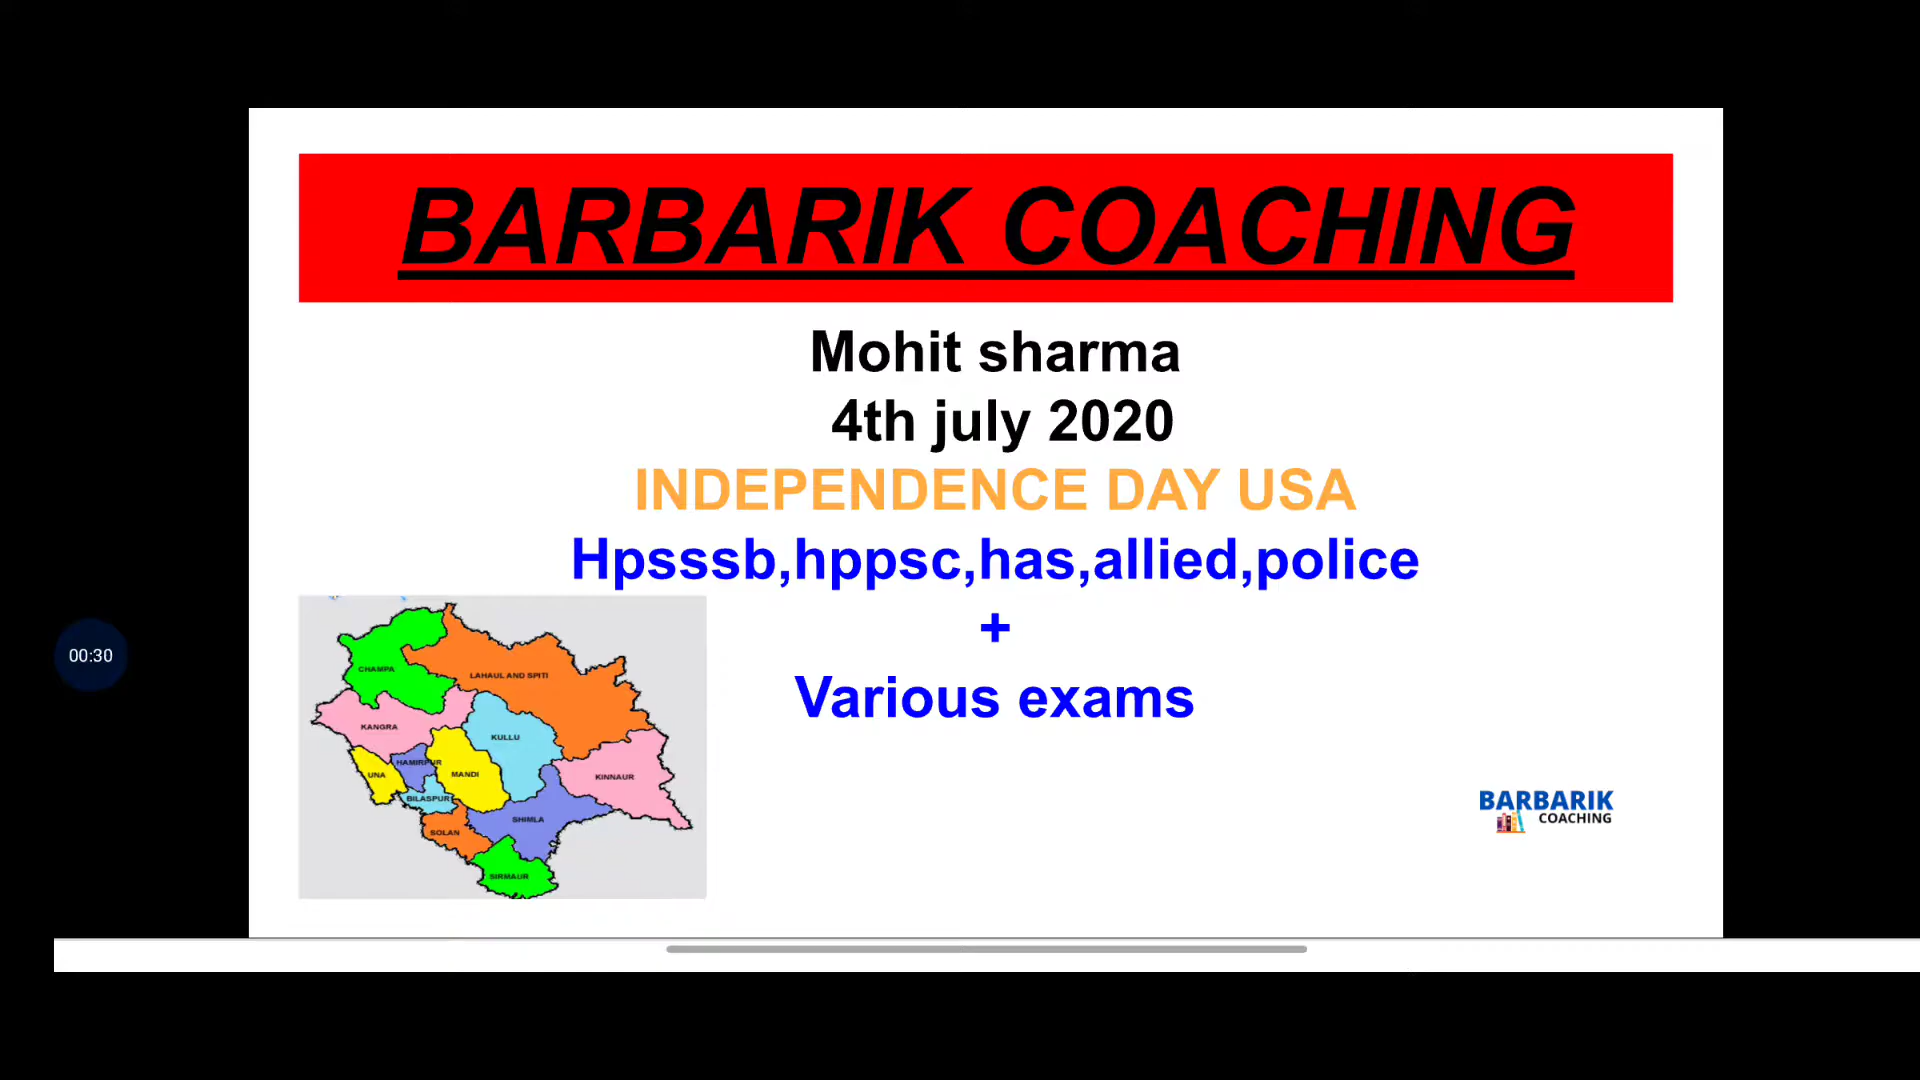 BARBARIK COACHING
Mohit sharma
4th july 2020
INDEPENDENCE DAY USA
Hpsssb,hppsc,has,allied,police
+
Various exams
00:30
CHAMPA
LAHAUL AND SPITI
KANGRA
KULLU
HAMIRPUR
UNA
MANDI
KINNAUR
BILASPUR
SHIMLA
SOLAN
SIRMAUR
BARBARIK
COACHING